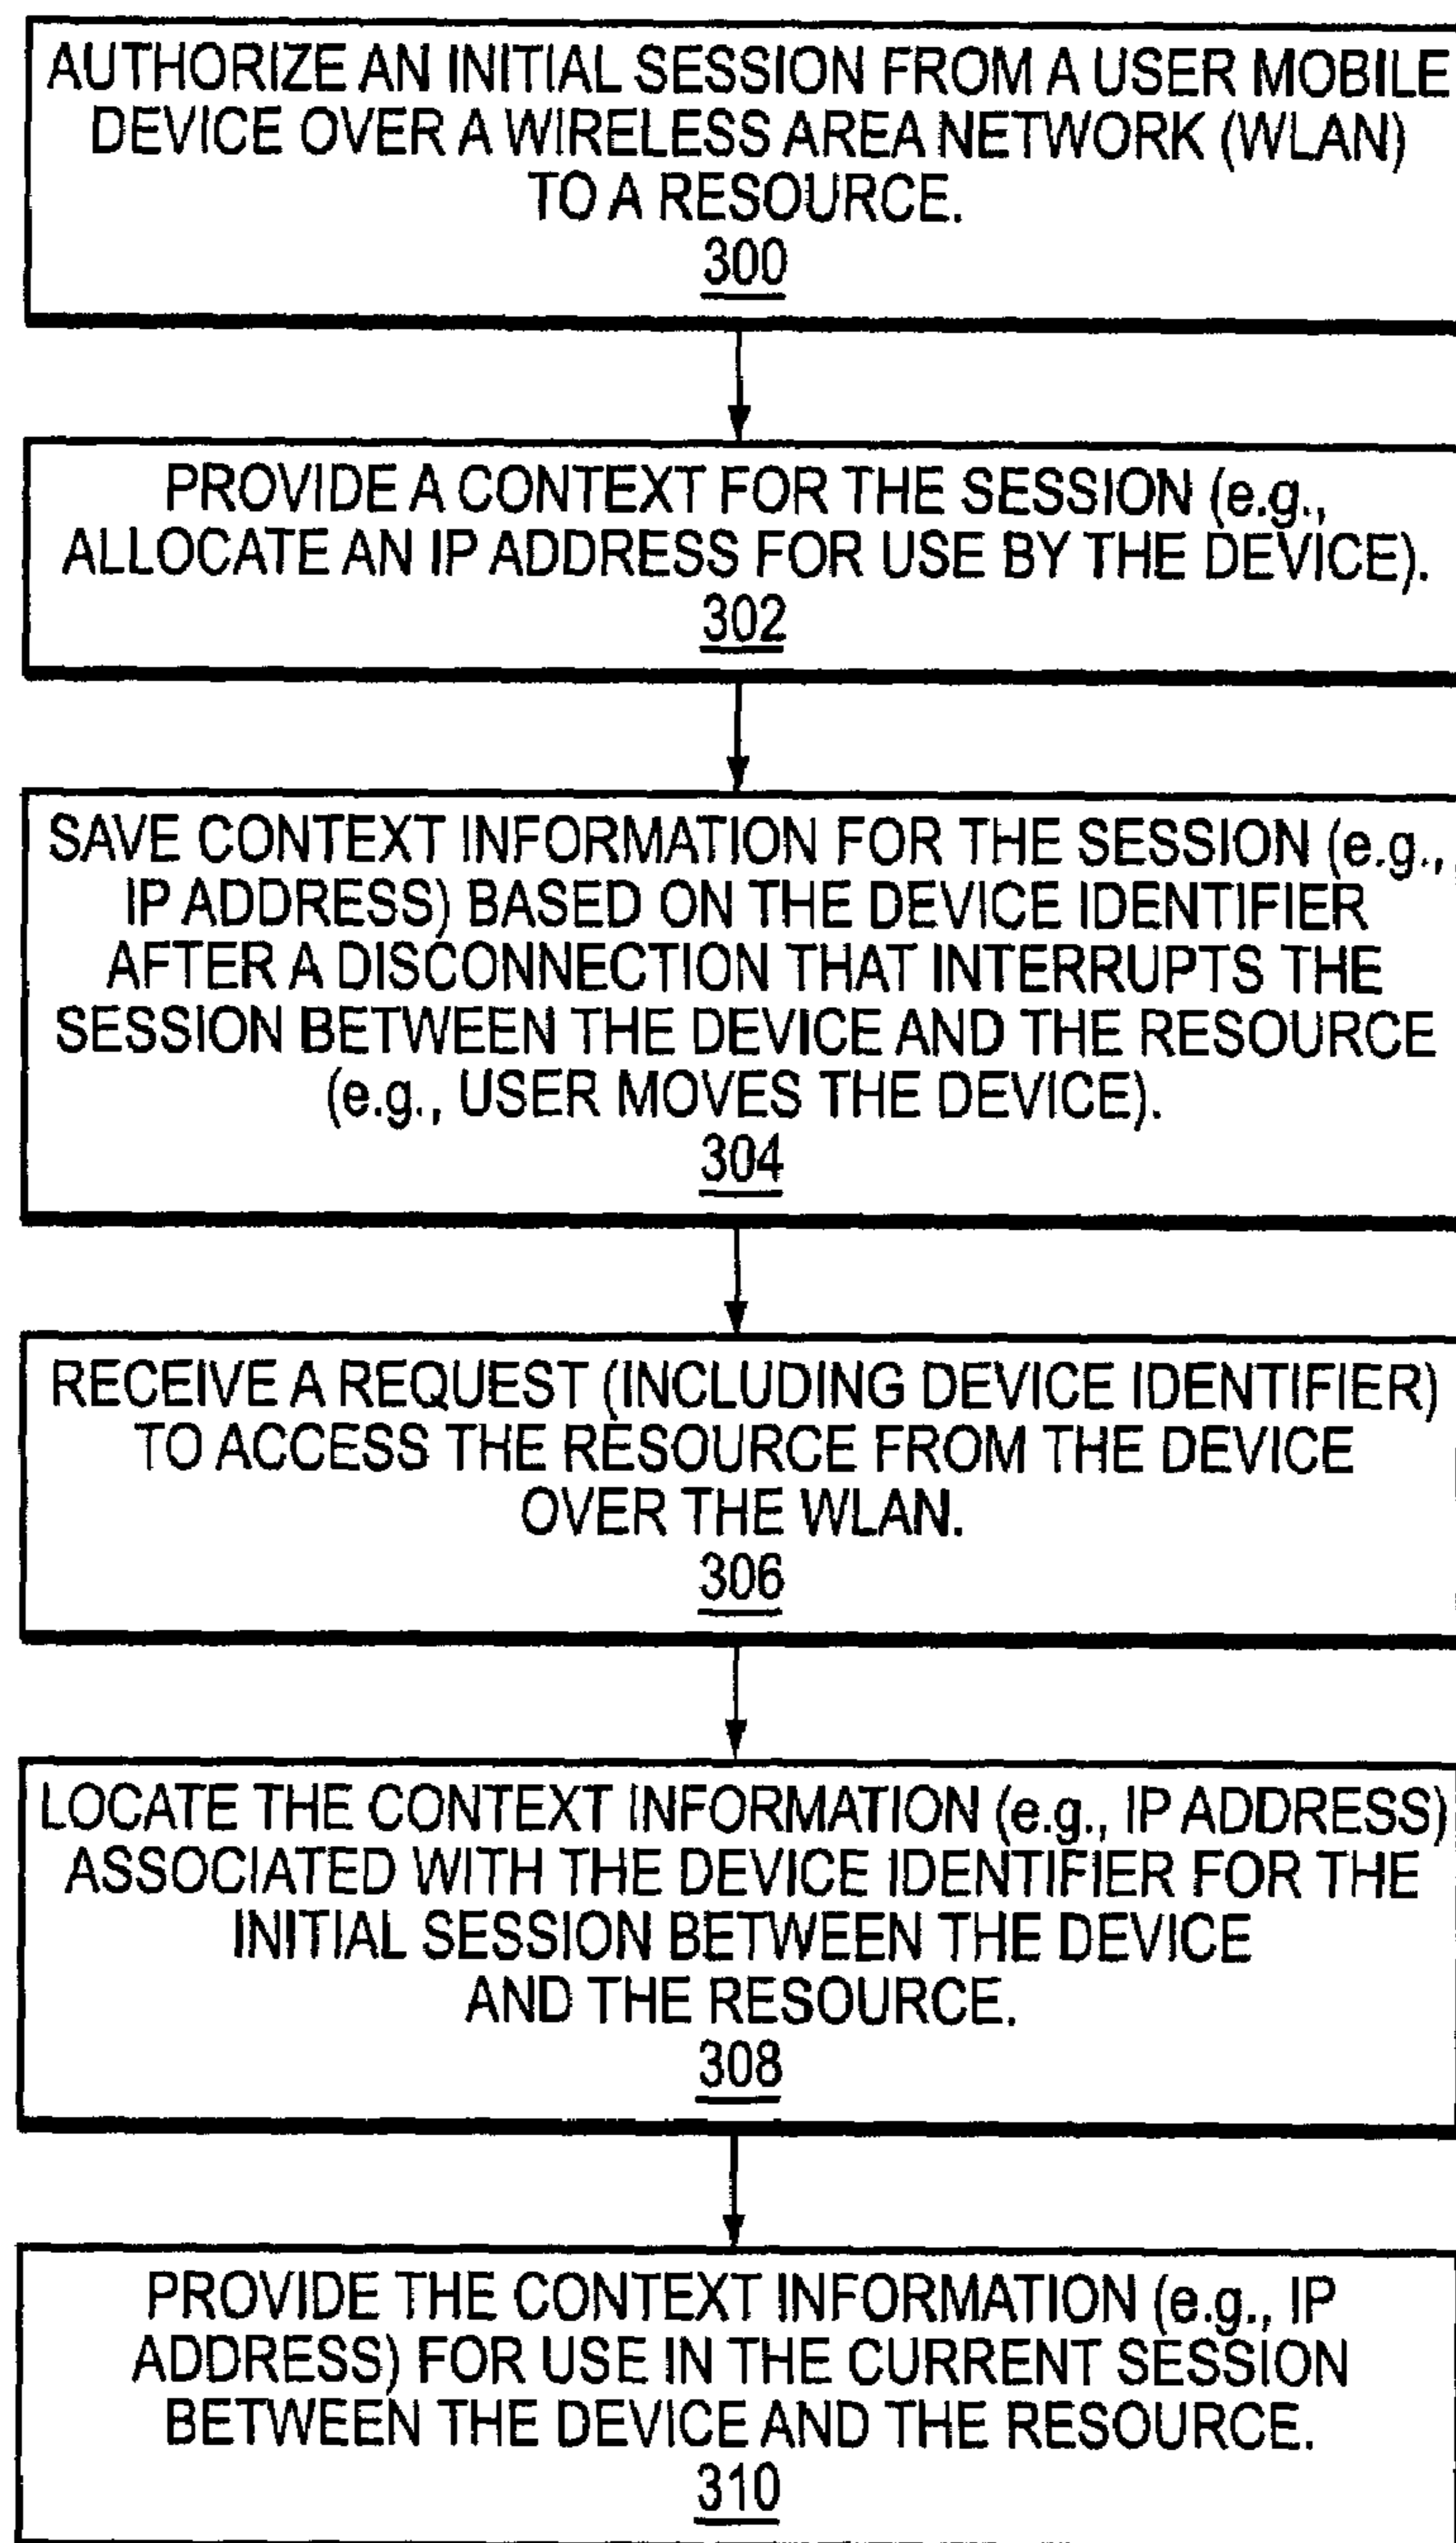 AUTHORIZE AN INITIAL SESSION FROM A USER MOBILE
DEVICE OVER A WIRELESS AREA NETWORK (WLAN)
TO A RESOURCE.
300
PROVIDE A CONTEXT FOR THE SESSION (e.g.,
ALLOCATE AN IP ADDRESS FOR USE BY THE DEVICE).
302
SAVE CONTEXT INFORMATION FOR THE SESSION (e.g.,
IP ADDRESS) BASED ON THE DEVICE IDENTIFIER
AFTER A DISCONNECTION THAT INTERRUPTS THE
SESSION BETWEEN THE DEVICE AND THE RESOURCE
(e.g., USER MOVES THE DEVICE).
304
RECEIVE A REQUEST (INCLUDING DEVICE IDENTIFIER)
TO ACCESS THE RESOURCE FROM THE DEVICE
OVER THE WLAN.
306
LOCATE THE CONTEXT INFORMATION (e.g., IP ADDRESS)
ASSOCIATED WITH THE DEVICE IDENTIFIER FOR THE
INITIAL SESSION BETWEEN THE DEVICE
AND THE RESOURCE.
308
PROVIDE THE CONTEXT INFORMATION (e.g., IP
ADDRESS) FOR USE IN THE CURRENT SESSION
BETWEEN THE DEVICE AND THE RESOURCE.
310